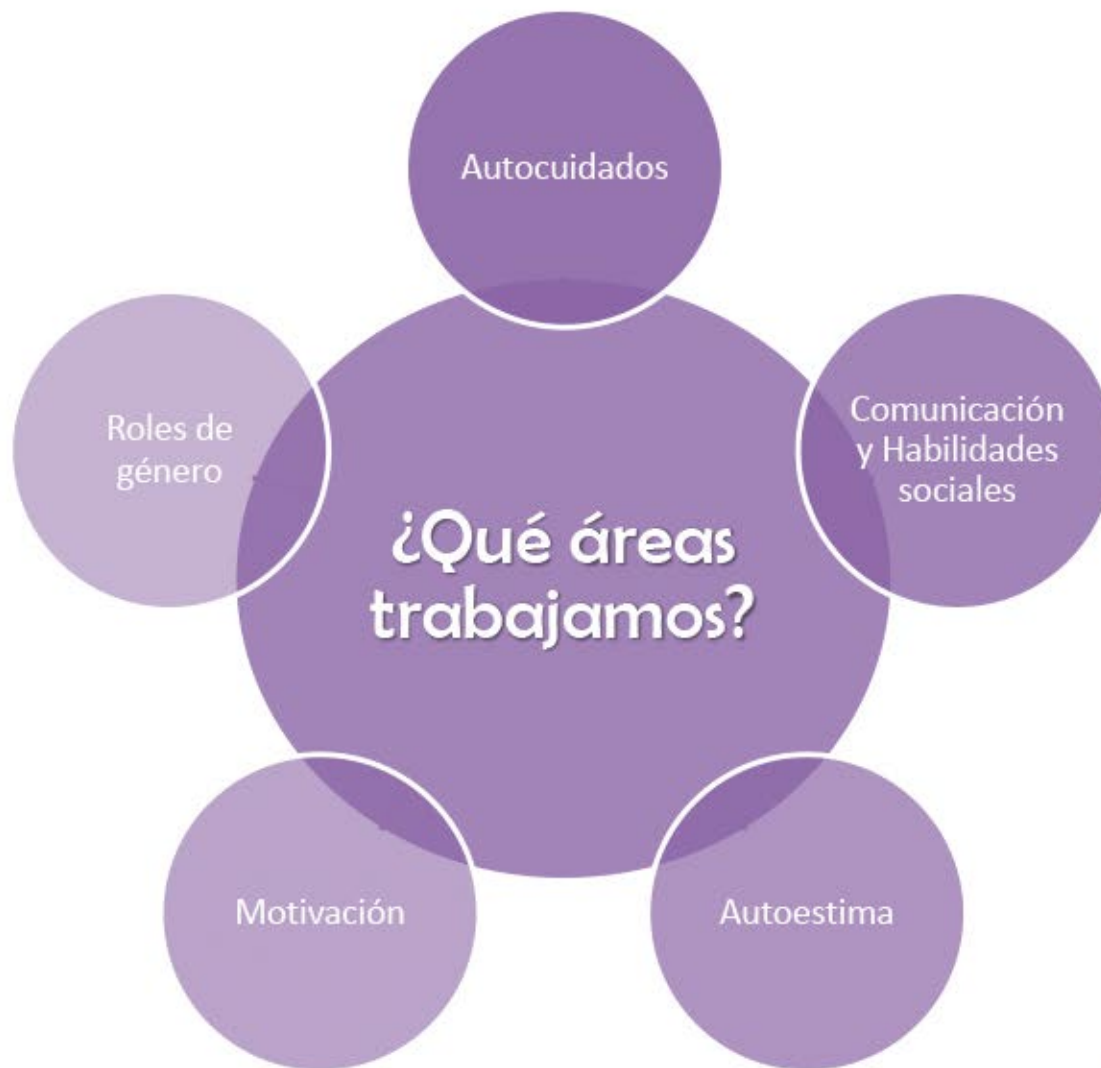 Autocuidados
Comunicación
y Habilidades
sociales
Roles de
género
¿Qué áreas
trabajamos?
Motivación
Autoestima